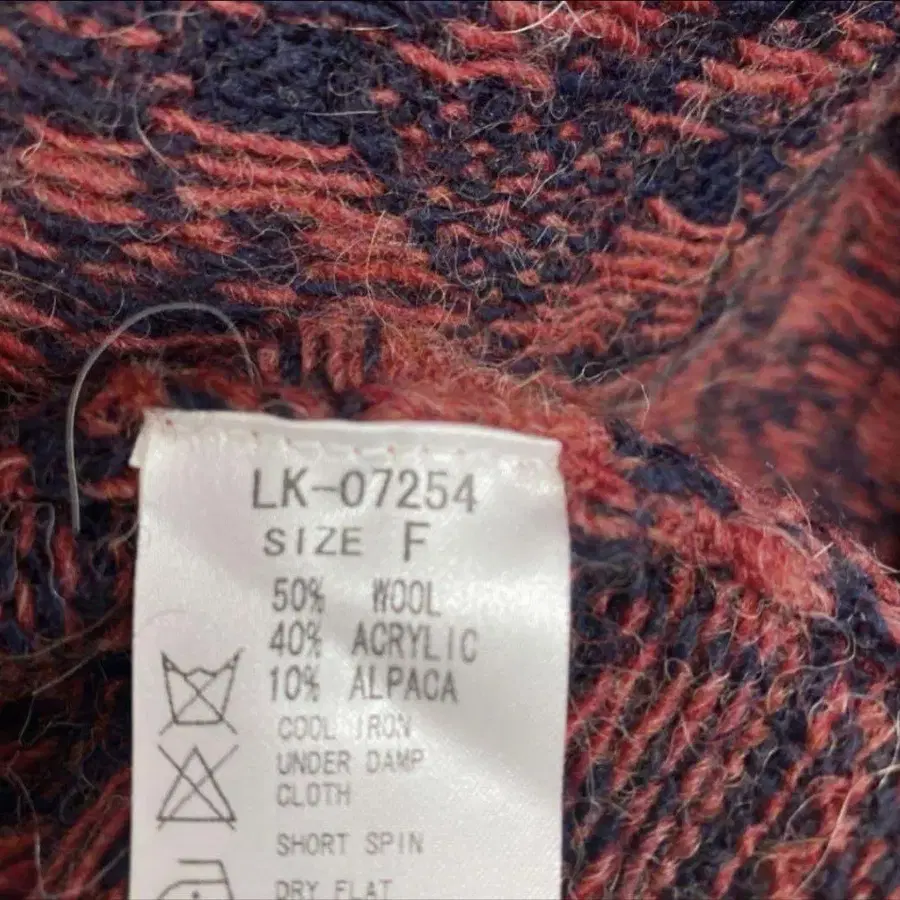 LK-07254
SIZE F
50% WOOL
40% ACRYLIC
10% ALPACA
COOL IRON
UNDER DAMP
CLOTH
SHORT SPIN
DRY FLAT